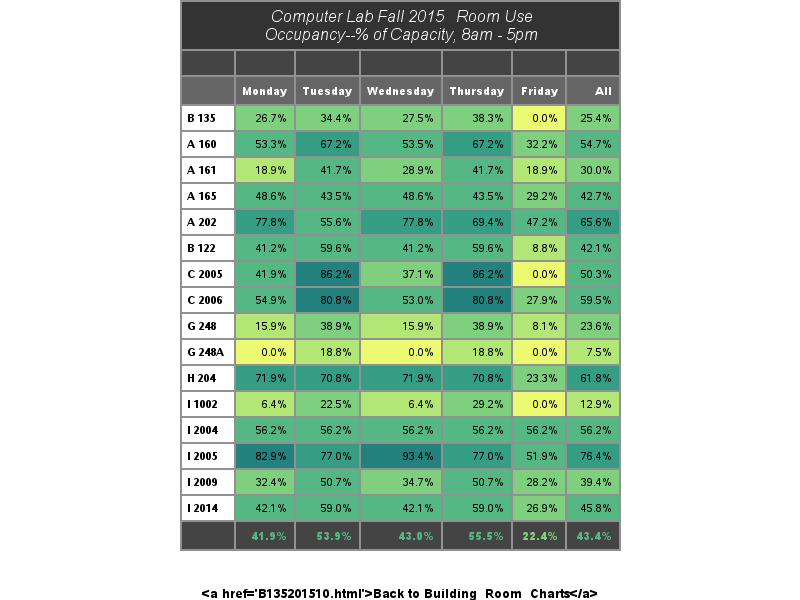 Computer Lab Fall 2015 Room Use
Occupancy--% of Capacity, 8am - 5pm
Monday Tuesday Wednesday Thursday Friday All
B 135 26.7% 34.4% 27.5% 38.3% 0.0% 25.4%
A 160 53.3% 67.2% 53.5% 67.2% 32.2% 54.7%
A 161 18.9% 41.7% 28.9% 41.7% 18.9% 30.0%
A 165 48.6% 43.5% 48.6% 43.5% 29.2% 42.7%
A 202 77.8% 55.6% 77.8% 69.4% 47.2% 65.6%
B 122 41.2% 59.6% 41.2% 59.6% 8.8% 42.1%
C 2005 41.9% 86.2% 37.1% 86.2% 0.0% 50.3%
C 2006 54.9% 80.8% 53.0% 80.8% 27.9% 59.5%
G 248 15.9% 38.9% 15.9% 38.9% 8.1% 23.6%
G 248A 0.0% 18.8% 0.0% 18.8% 0.0% 7.5%
H 204 71.9% 70.8% 71.9% 70.8% 23.3% 61.8%
I 1002 6.4% 22.5% 6.4% 29.2% 0.0% 12.9%
I 2004 56.2% 56.2% 56.2% 56.2% 56.2% 56.2%
I 2005 82.9% 77.0% 93.4% 77.0% 51.9% 76.4%
I 2009 32.4% 50.7% 34.7% 50.7% 28.2% 39.4%
I 2014 42.1% 59.0% 42.1% 59.0% 26.9% 45.8%
41.9% 53.9% 43.0% 55.5% 22.4% 43.4%
<a href='B135201510.html'>Back to Building Room Charts</a>